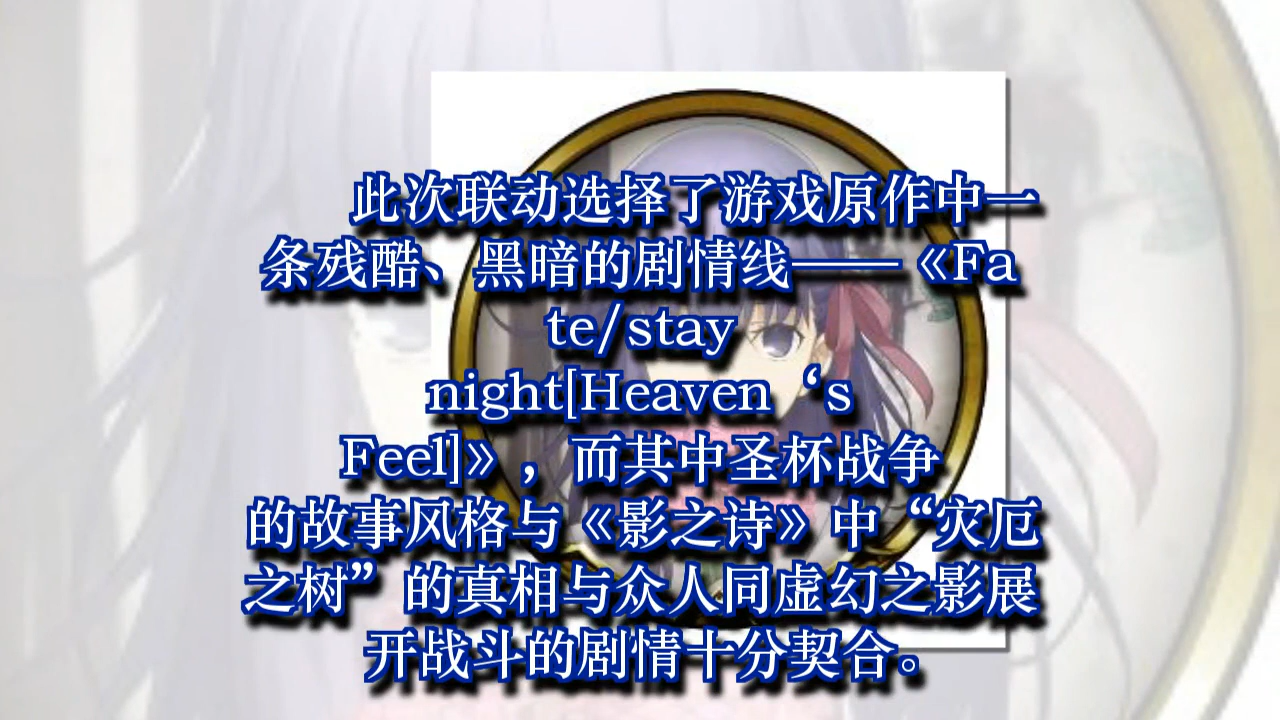 此次联动选择了游戏原作中一
条残酷、黑暗的剧情线——《Fa
te/stay
night[Heaven‘s
Feel]》，而其中圣杯战争
的故事风格与《影之诗》中“灾厄
之树”的真相与众人同虚幻之影展
开战斗的剧情十分契合。